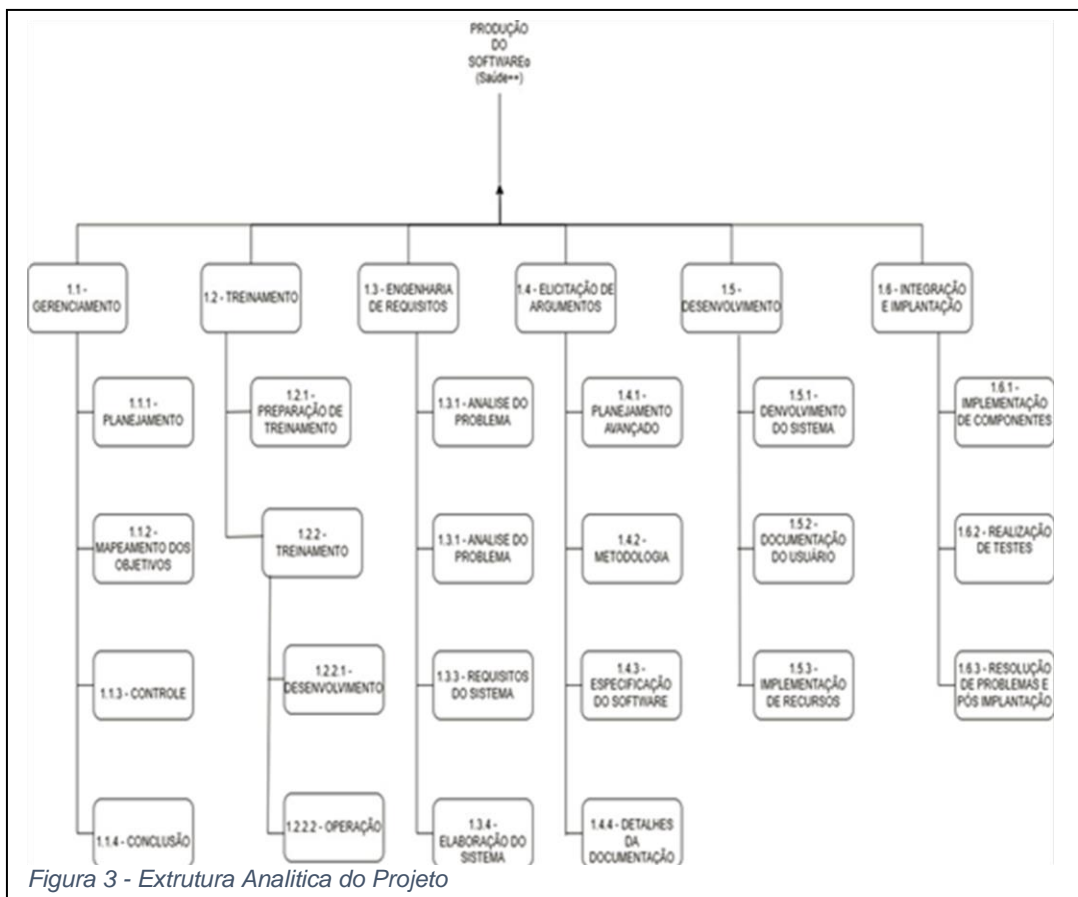 PRODUÇÃO
DO
SOFTWARE0
(Saúde++)
1.1 -
GERENCIAMENTO
1.2 - TREINAMENTO
1.3 - ENGENHARIA
DE REQUISITOS
1.4 - ELICITAÇÃO DE
ARGUMENTOS
1.5 -
DESENVOLVIMENTO
1.6 - INTEGRAÇÃO
E IMPLANTAÇÃO
1.1.1 -
PLANEJAMENTO
1.1.2 -
MAPEAMENTO DOS
OBJETIVOS
1.1.3 - CONTROLE
1.1.4 - CONCLUSÃO
1.2.1 -
PREPARAÇÃO DE
TREINAMENTO
1.2.2 -
TREINAMENTO
1.2.2.1 -
DESENVOLVIMENTO
1.2.2.2 - OPERAÇÃO
1.3.1 - ANALISE DO
PROBLEMA
1.3.1 - ANALISE DO
PROBLEMA
1.3.3 - REQUISITOS
DO SISTEMA
1.3.4 -
ELABORAÇÃO DO
SISTEMA
1.4.1 -
PLANEJAMENTO
AVANÇADO
1.4.2 -
METODOLOGIA
1.4.3 -
ESPECIFICAÇÃO
DO SOFTWARE
1.4.4 - DETALHES
DA
DOCUMENTAÇÃO
1.5.1 -
DENVOLVIMENTO
DO SISTEMA
1.5.2 -
DOCUMENTAÇÃO
DO USUÁRIO
1.5.3 -
IMPLEMENTAÇÃO
DE RECURSOS
1.6.1 -
IMPLEMENTAÇÃO
DE COMPONENTES
1.6.2 - REALIZAÇÃO
DE TESTES
1.6.3 - RESOLUÇÃO
DE PROBLEMAS E
PÓS IMPLANTAÇÃO
Figura 3 - Extrutura Analitica do Projeto